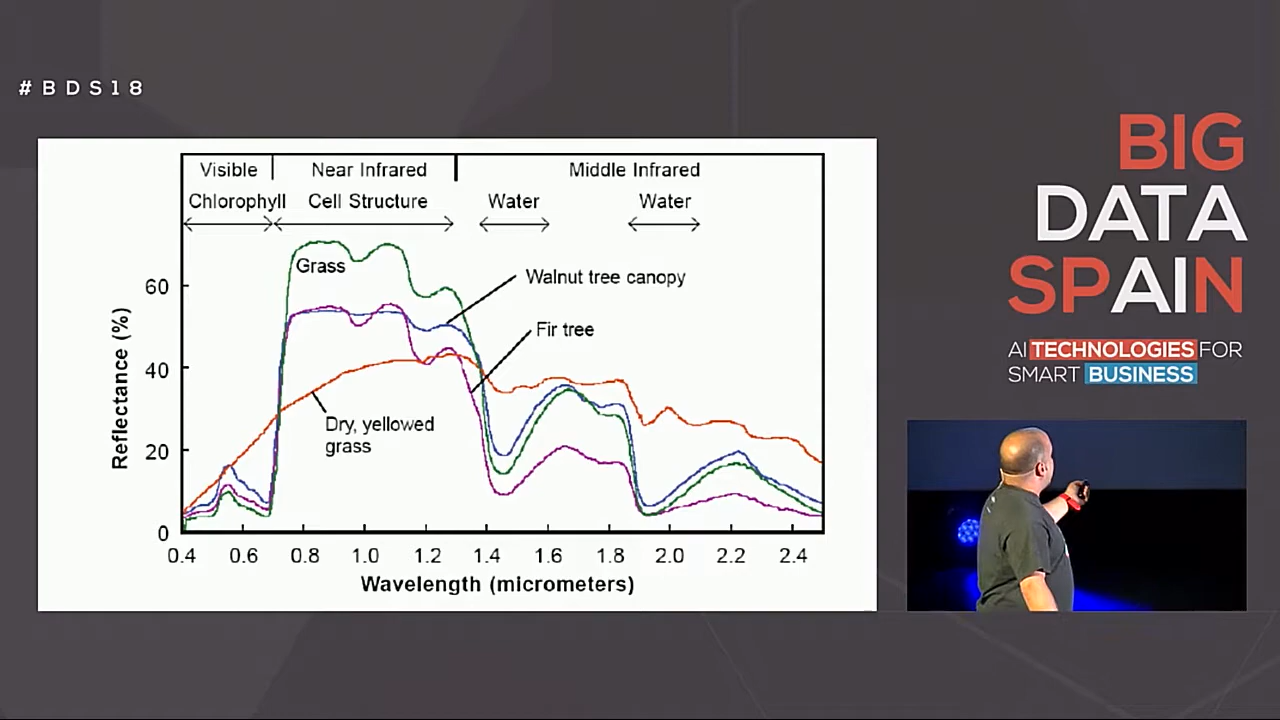 #BDS18
Visible
Near Infrared
Middle Infrared
Chlorophyll
Cell Structure
Water
Water
Grass
Walnut tree canopy
Fir tree
Dry, yellowed
grass
Reflectance (%)
60
40
20
0
0.4 0.6 0.8 1.0 1.2 1.4 1.6 1.8 2.0 2.2 2.4
Wavelength (micrometers)
BIG
DATA
SPAIN
AI TECHNOLOGIES FOR
SMART BUSINESS